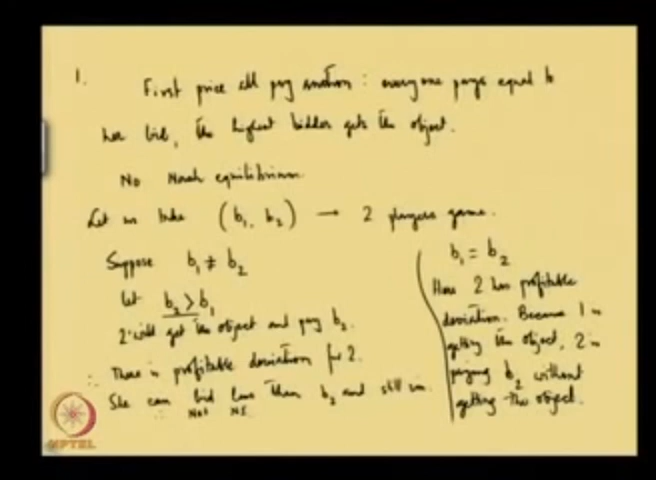 1.
First price all pay auction : everyone pays equal to
her bid, the highest bidder gets the object.
No Nash equilibrium
Let us take (b₁, b₂) → 2 players game.
Suppose b₁ ≠ b₂
Let b₂ > b₁
2 will get the object and pay b₂
∴ There is profitable deviation for 2.
She can bid less than b₂ and still win.
∴ Not NE.
b₁ = b₂
Here 2 has profitable
deviation. Because 1 is
getting the object, 2 is
paying b₂ without
getting the object.
NPTEL